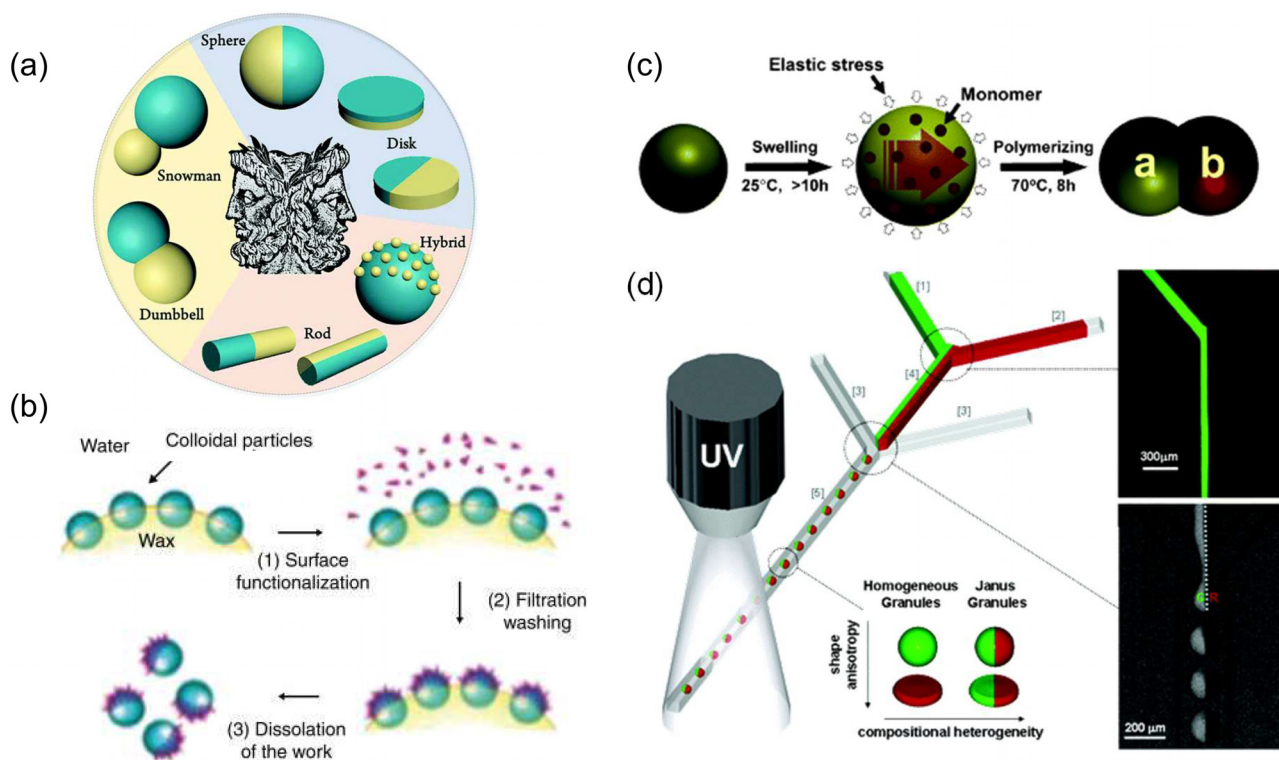 (a)
Sphere
Disk
Snowman
Hybrid
Dumbbell
Rod
(b)
Water
Colloidal particles
Wax
(1) Surface
functionalization
(2) Filtration
washing
(3) Dissolation
of the work
(c)
Elastic stress
Monomer
Swelling
25°C, >10h
Polymerizing
70°C, 8h
a
b
(d)
[1]
[2]
[3]
[4]
[3]
[5]
UV
Homogeneous
Granules
Janus
Granules
shape
anisotropy
compositional heterogeneity
300μm
G
R
200 μm